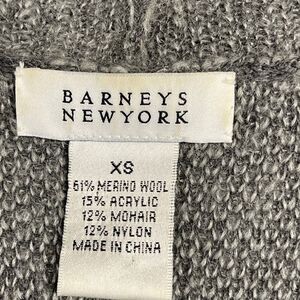 BARNEYS
NEWYORK
XS
61% MERINO WOOL
15% ACRYLIC
12% MOHAIR
12% NYLON
MADE IN CHINA